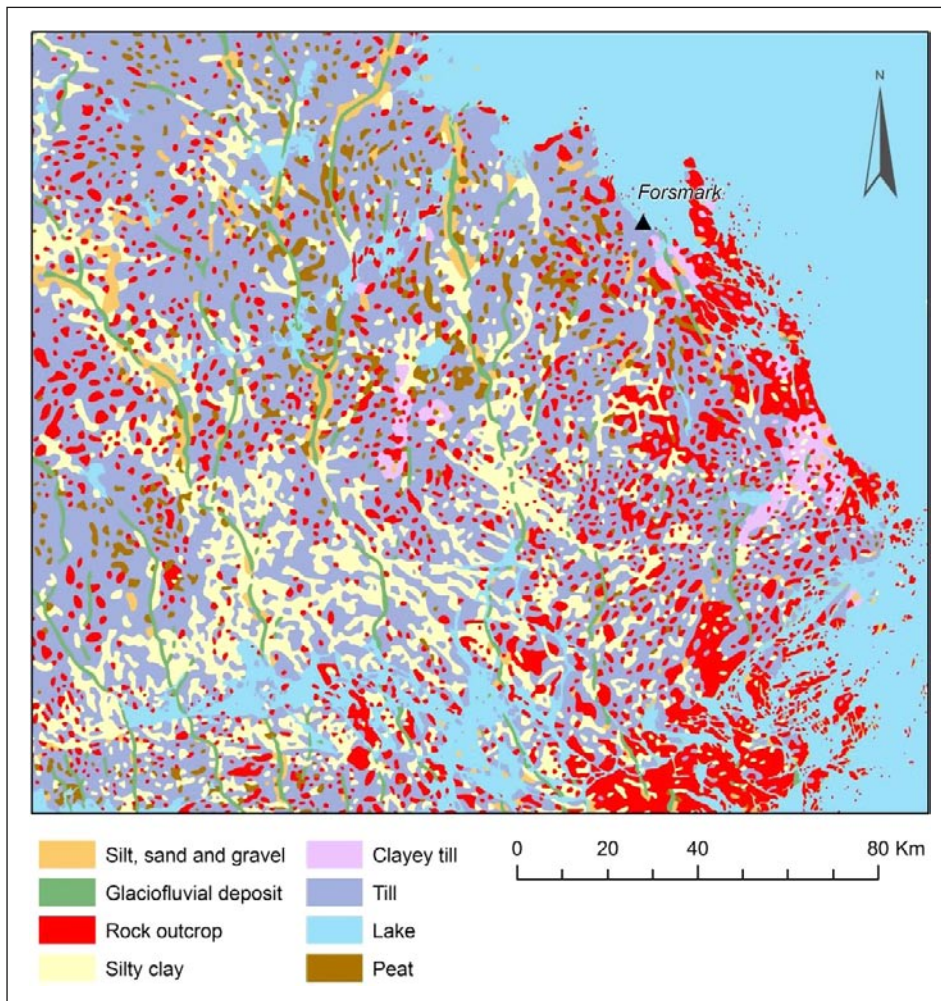 N
Forsmark
Silt, sand and gravel
Glaciofluvial deposit
Rock outcrop
Silty clay
Clayey till
Till
Lake
Peat
0 20 40 80 Km